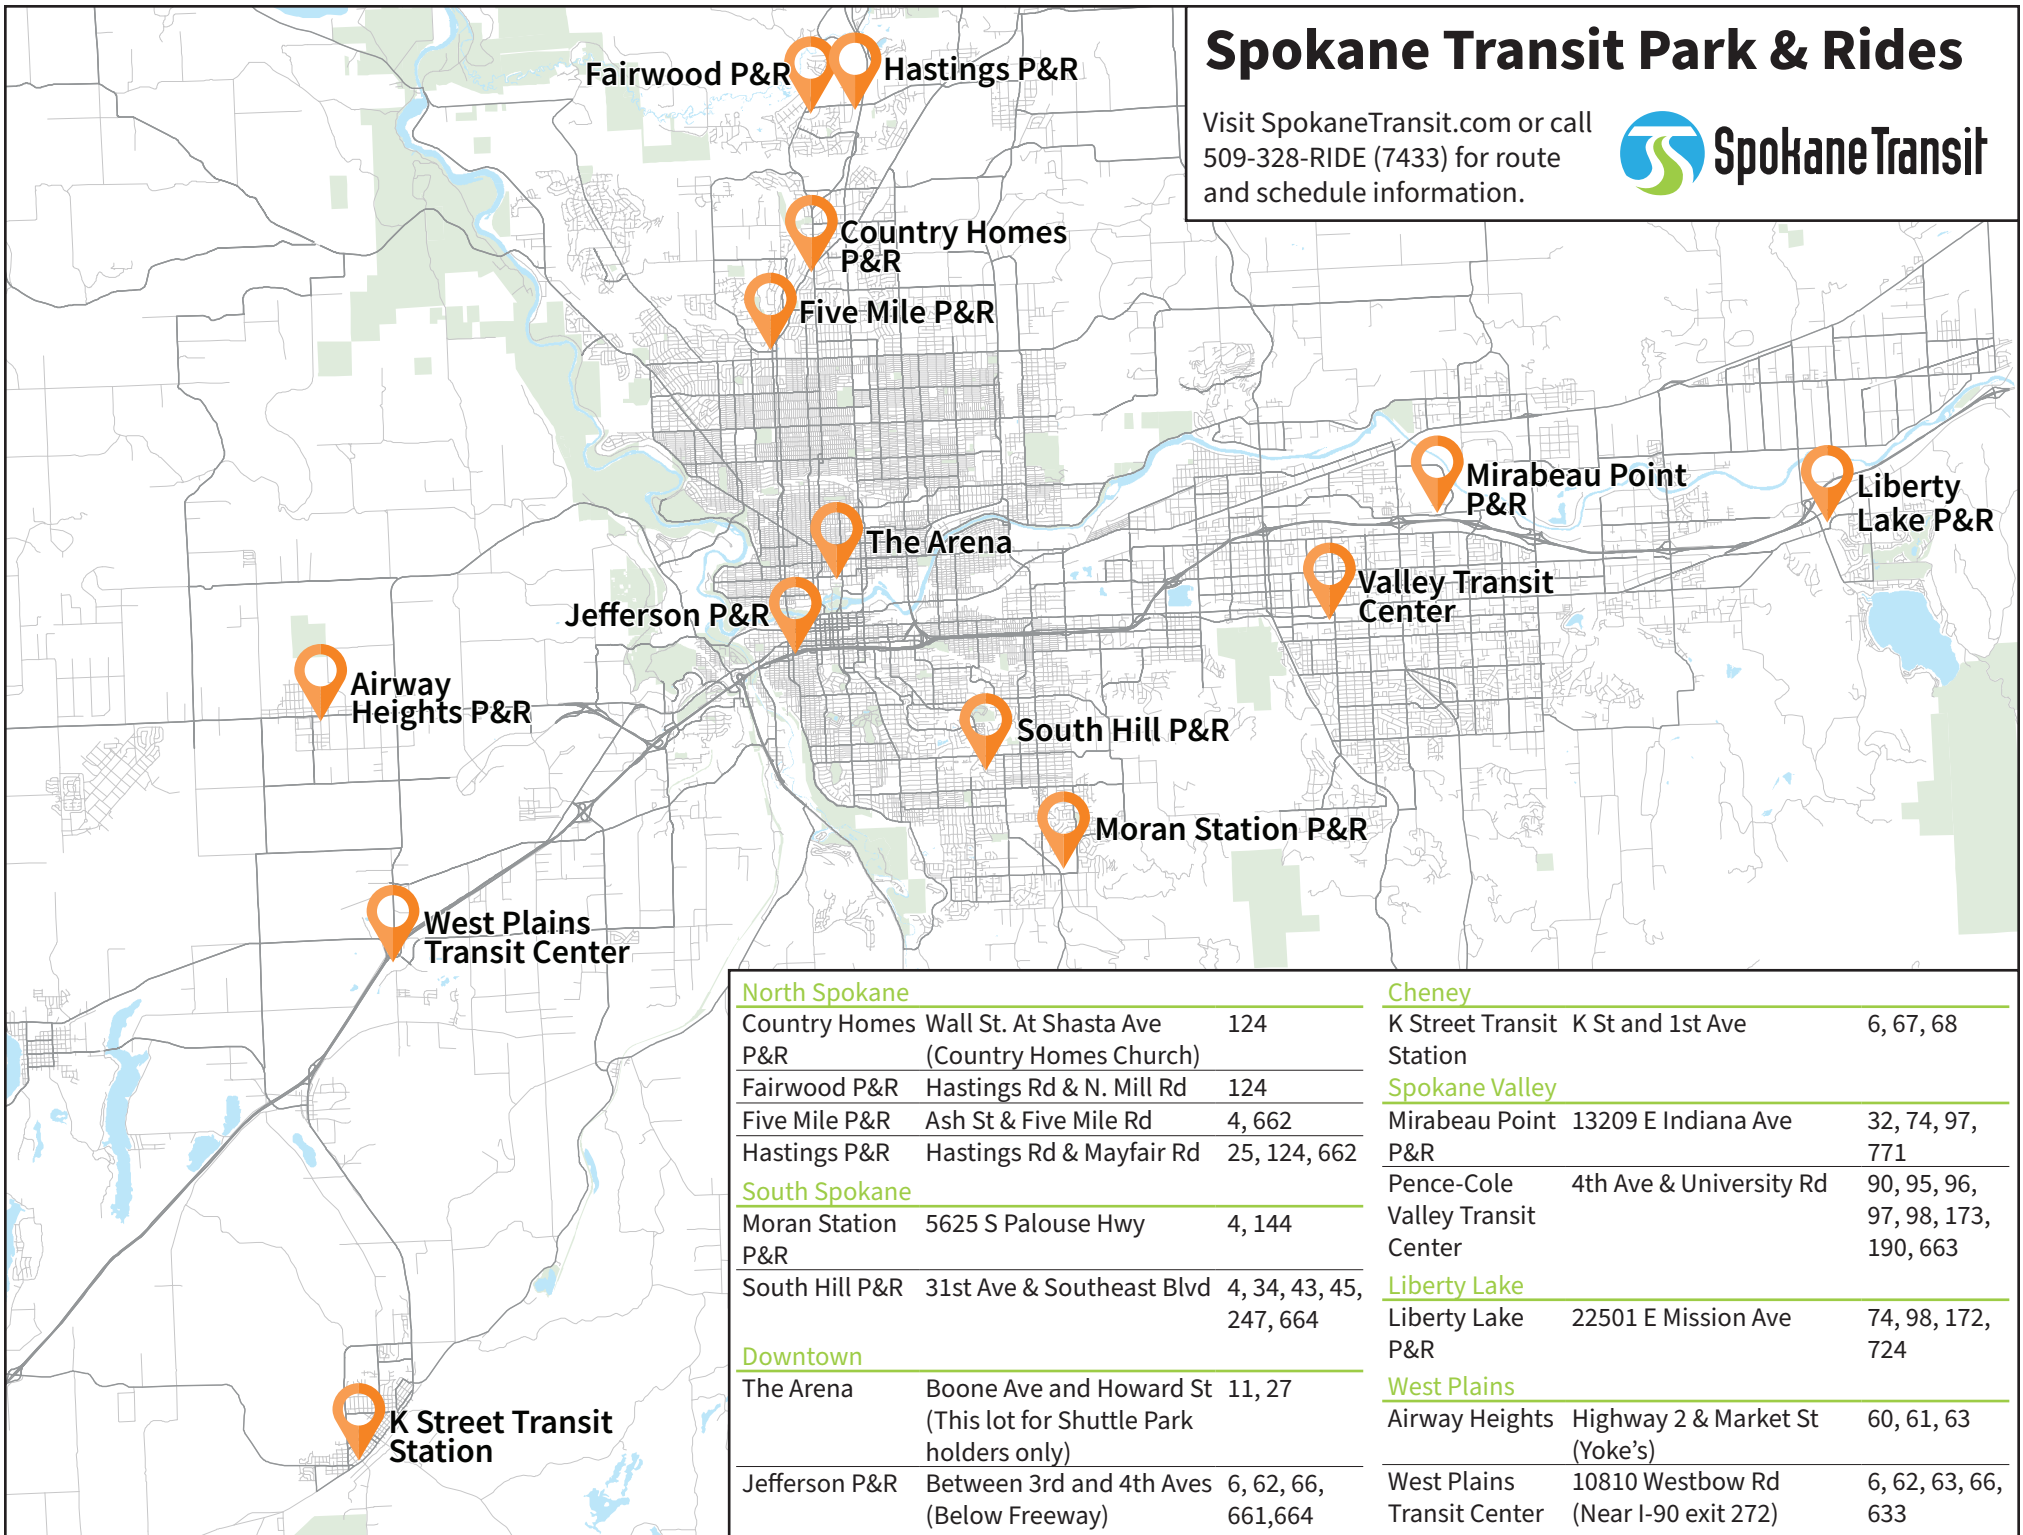 Spokane Transit Park & Rides
Visit SpokaneTransit.com or call
509-328-RIDE (7433) for route
and schedule information.
SpokaneTransit
Fairwood P&R
Hastings P&R
Country Homes
P&R
Five Mile P&R
Mirabeau Point
P&R
Liberty
Lake P&R
The Arena
Valley Transit
Center
Jefferson P&R
Airway
Heights P&R
South Hill P&R
Moran Station P&R
West Plains
Transit Center
K Street Transit
Station
North Spokane
Country Homes Wall St. At Shasta Ave 124
P&R (Country Homes Church)
Fairwood P&R Hastings Rd & N. Mill Rd 124
Five Mile P&R Ash St & Five Mile Rd 4, 662
Hastings P&R Hastings Rd & Mayfair Rd 25, 124, 662
South Spokane
Moran Station 5625 S Palouse Hwy 4, 144
P&R
South Hill P&R 31st Ave & Southeast Blvd 4, 34, 43, 45,
247, 664
Downtown
The Arena Boone Ave and Howard St 11, 27
(This lot for Shuttle Park
holders only)
Jefferson P&R Between 3rd and 4th Aves 6, 62, 66,
(Below Freeway) 661,664
Cheney
K Street Transit K St and 1st Ave 6, 67, 68
Station
Spokane Valley
Mirabeau Point 13209 E Indiana Ave 32, 74, 97,
P&R 771
Pence-Cole 4th Ave & University Rd 90, 95, 96,
Valley Transit 97, 98, 173,
Center 190, 663
Liberty Lake
Liberty Lake 22501 E Mission Ave 74, 98, 172,
P&R 724
West Plains
Airway Heights Highway 2 & Market St 60, 61, 63
(Yoke’s)
West Plains 10810 Westbow Rd 6, 62, 63, 66,
Transit Center (Near I-90 exit 272) 633